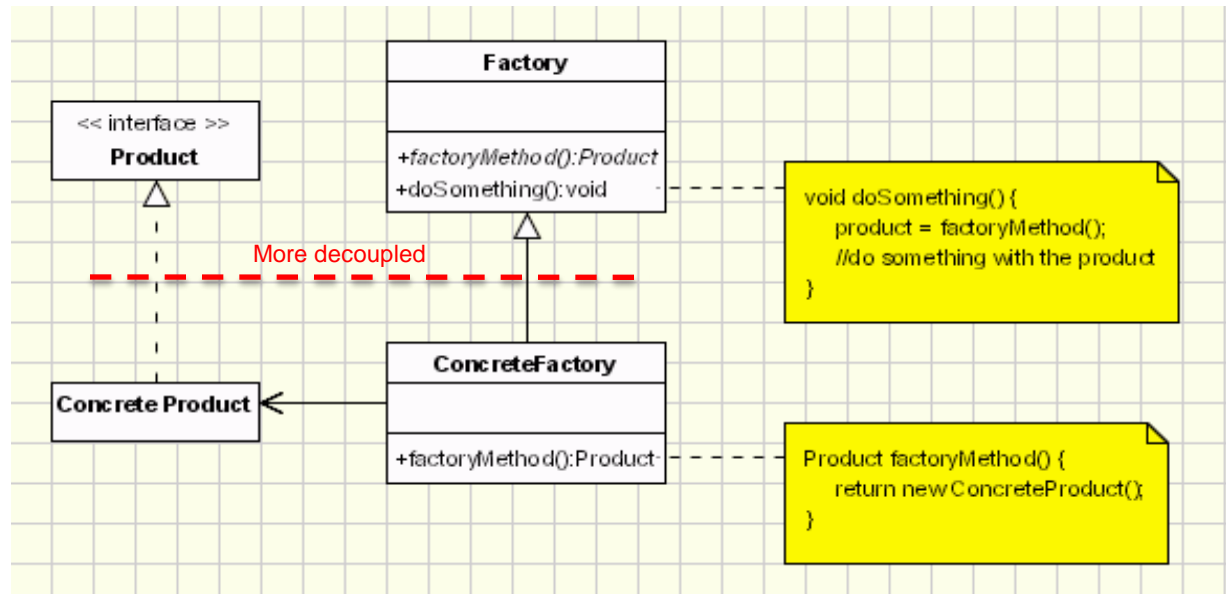 Factory
+factoryMethod():Product
+doSomething():void
<< interface >>
Product
void doSomething() {
product = factoryMethod();
//do something with the product
}
More decoupled
ConcreteFactory
+factoryMethod():Product
Concrete Product
Product factoryMethod() {
return new ConcreteProduct();
}